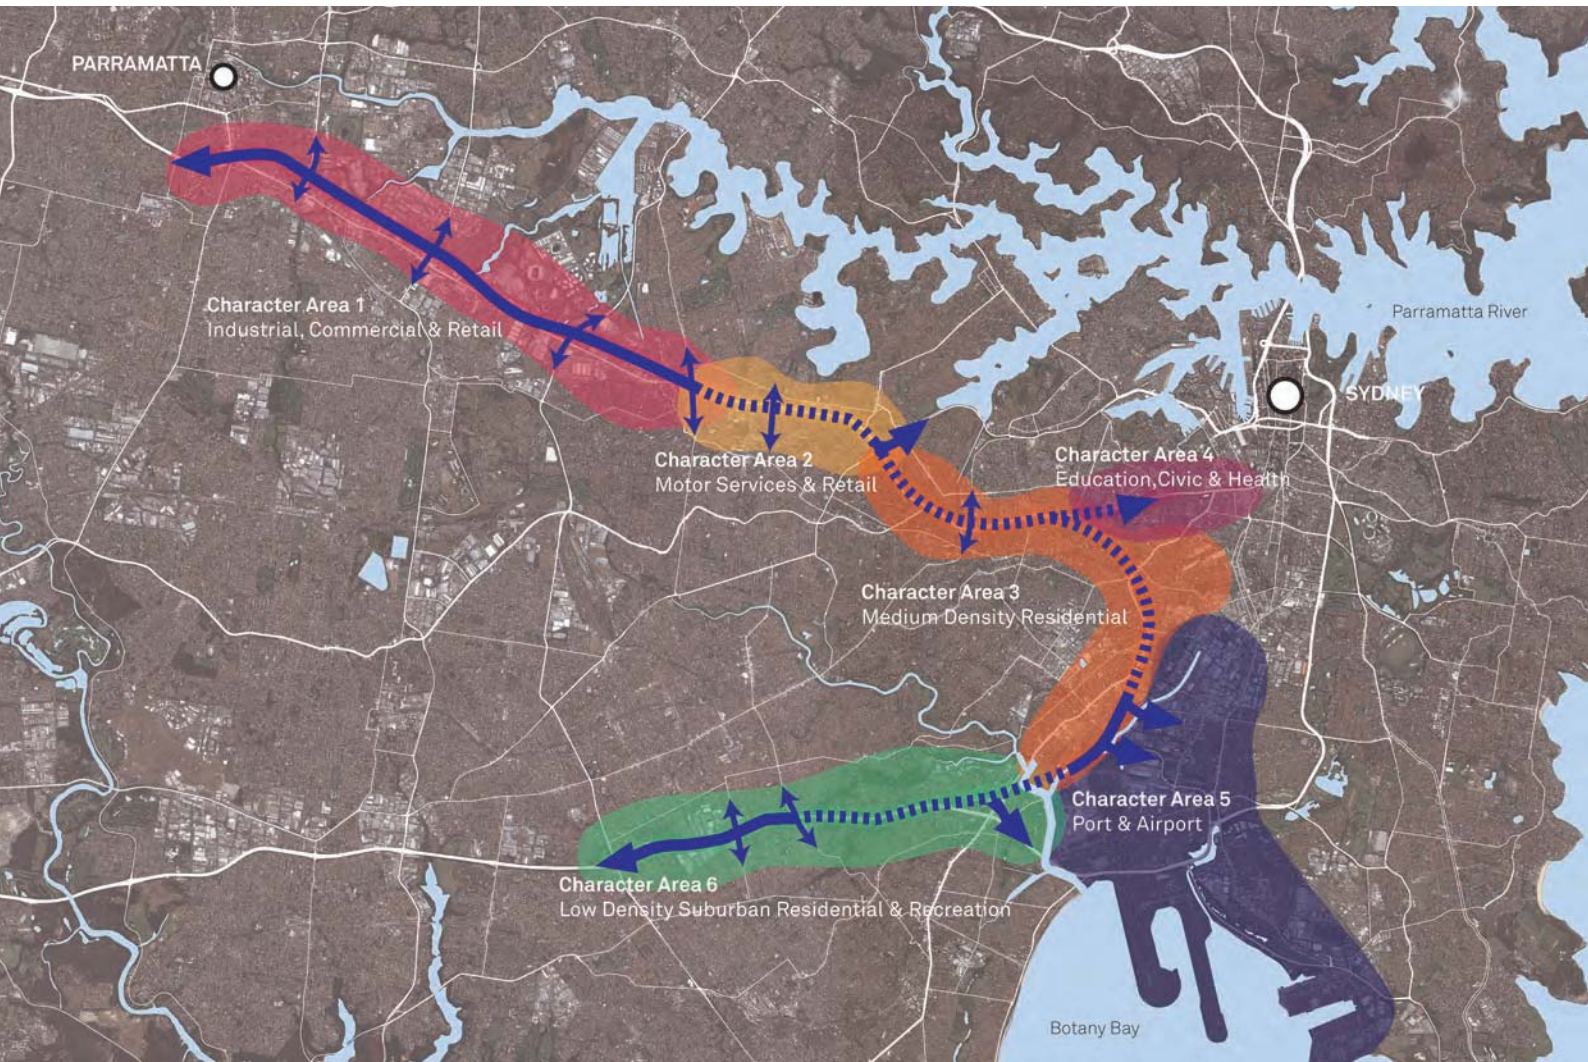 PARRAMATTA
Character Area 1
Industrial, Commercial & Retail
Parramatta River
SYDNEY
Character Area 2
Motor Services & Retail
Character Area 4
Education,Civic & Health
Character Area 3
Medium Density Residential
Character Area 5
Port & Airport
Character Area 6
Low Density Suburban Residential & Recreation
Botany Bay